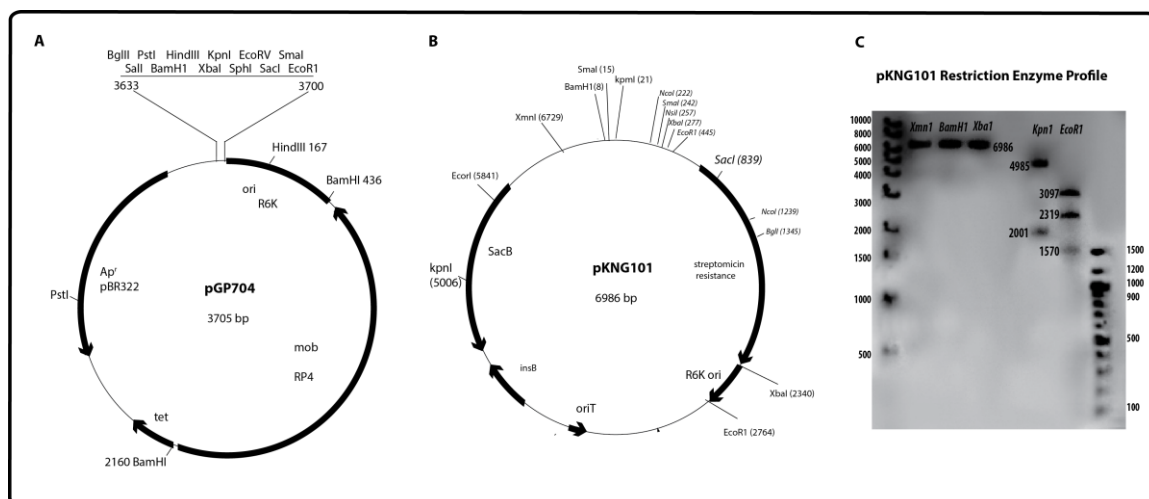 A
BglII PstI HindIII KpnI EcoRV SmaI
SalI BamH1 XbaI SphI SacI EcoR1
3633 3700
HindIII 167
BamHI 436
ori
R6K
Apr
pBR322
PstI
pGP704
3705 bp
mob
RP4
tet
2160 BamHI
B
SmaI (15)
BamH1(8)
kpmI (21)
NcoI (222)
SmaI (242)
NsiI (257)
XbaI (277)
EcoR1 (445)
XmnI (6729)
SacI (839)
EcorI (5841)
NcoI (1239)
BglI (1345)
SacB
streptomicin
resistance
kpnI
(5006)
pKNG101
6986 bp
insB
R6K ori
XbaI (2340)
oriT
EcoR1 (2764)
C
pKNG101 Restriction Enzyme Profile
Xmn1 BamH1 Xba1 Kpn1 EcoR1
10000
8000
6000
5000
4000
3000
2000
1500
1000
500
6986
4985
2001
3097
2319
1570
1500
1200
1000
900
500
100